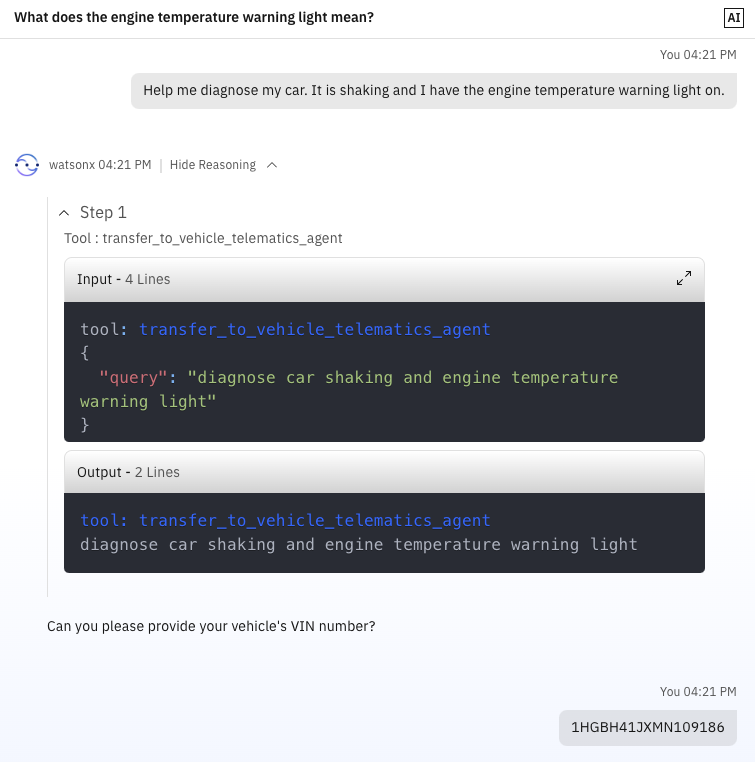 What does the engine temperature warning light mean?
AI
You 04:21 PM
Help me diagnose my car. It is shaking and I have the engine temperature warning light on.
watsonx 04:21 PM | Hide Reasoning
Step 1
Tool : transfer_to_vehicle_telematics_agent
Input - 4 Lines
tool: transfer_to_vehicle_telematics_agent
{
"query": "diagnose car shaking and engine temperature
warning light"
}
Output - 2 Lines
tool: transfer_to_vehicle_telematics_agent
diagnose car shaking and engine temperature warning light
Can you please provide your vehicle's VIN number?
You 04:21 PM
1HGBH41JXMN109186